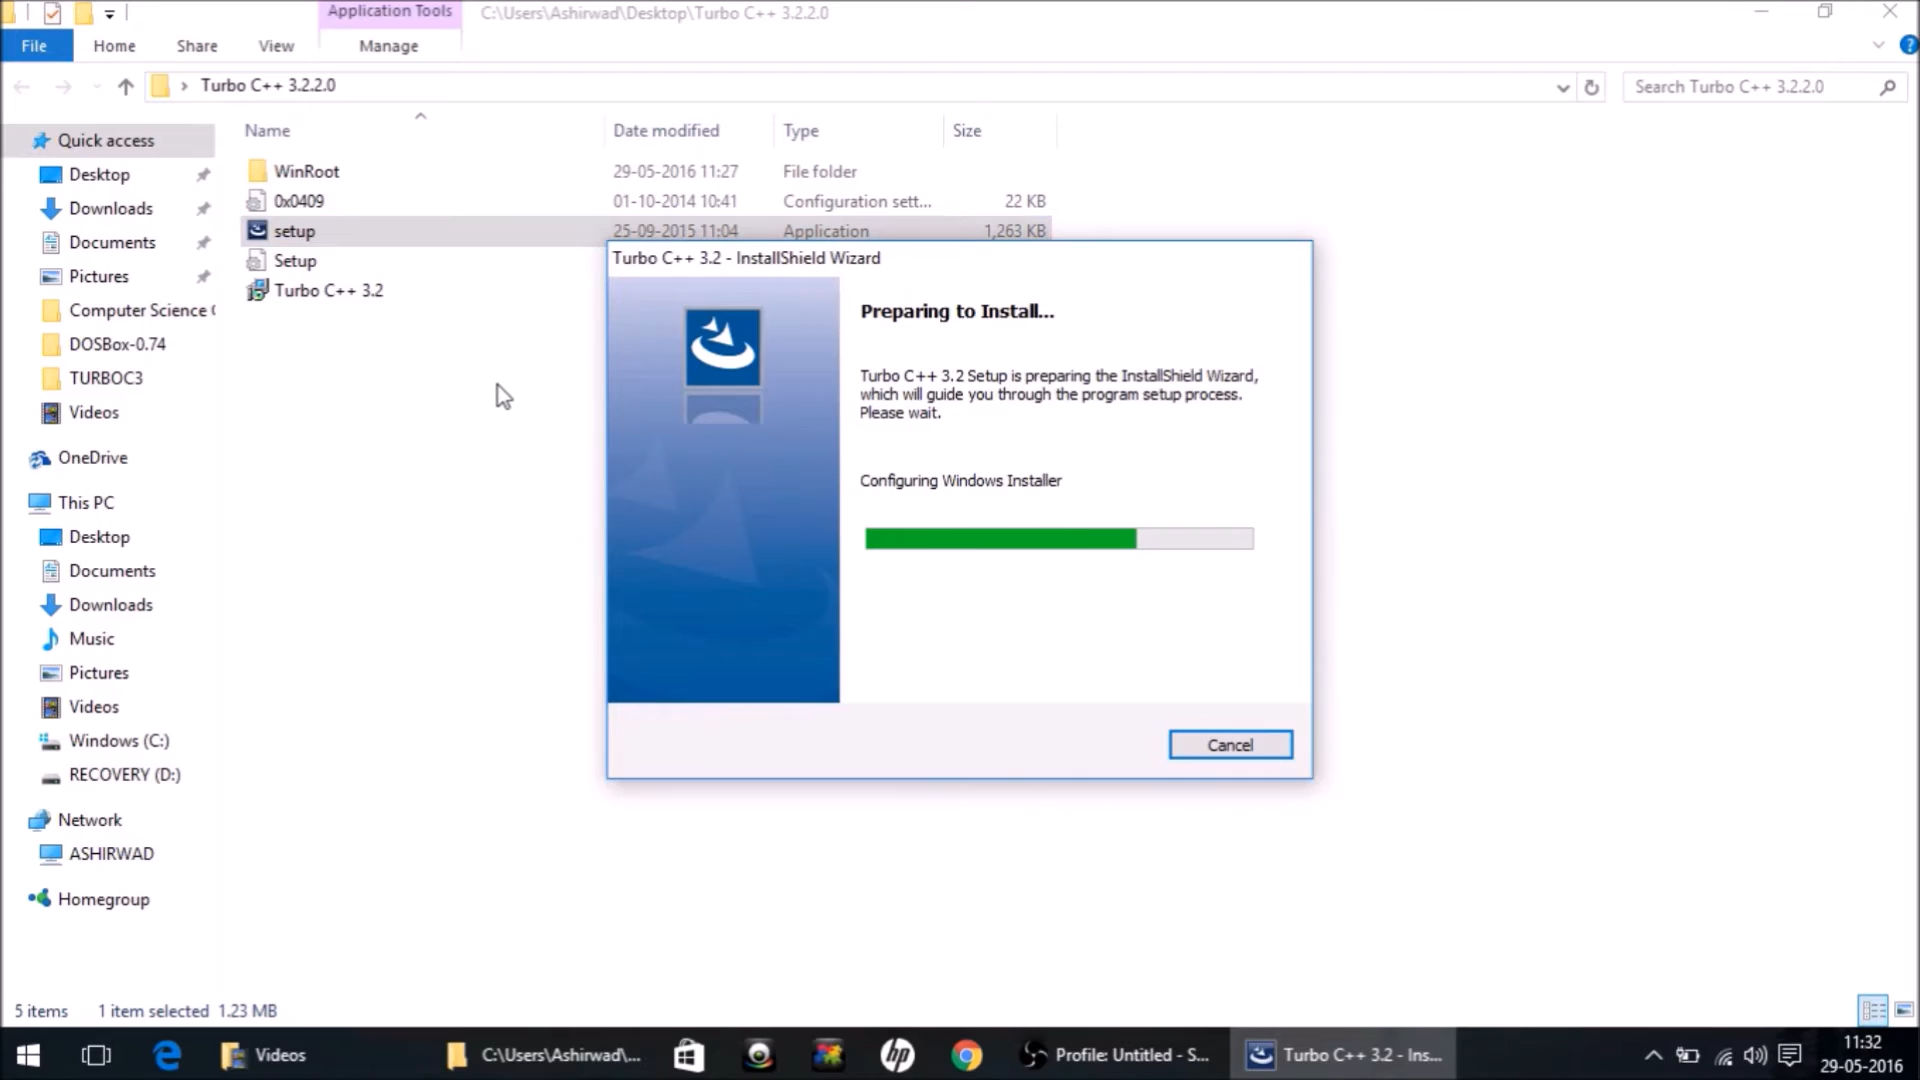 Application Tools
C:\Users\Ashirwad\Desktop\Turbo C++ 3.2.2.0
File
Home
Share
View
Manage
?
Turbo C++ 3.2.2.0
Search Turbo C++ 3.2.2.0
Name
Date modified
Type
Size
WinRoot
29-05-2016 11:27
File folder
0x0409
01-10-2014 10:41
Configuration sett...
22 KB
setup
25-09-2015 11:04
Application
1,263 KB
Setup
Turbo C++ 3.2
Quick access
Desktop
Downloads
Documents
Pictures
Computer Science
DOSBox-0.74
TURBOC3
Videos
OneDrive
This PC
Desktop
Documents
Downloads
Music
Pictures
Videos
Windows (C:)
RECOVERY (D:)
Network
ASHIRWAD
Homegroup
Turbo C++ 3.2 - InstallShield Wizard
Preparing to Install...
Turbo C++ 3.2 Setup is preparing the InstallShield Wizard,
which will guide you through the program setup process.
Please wait.
Configuring Windows Installer
Cancel
5 items
1 item selected 1.23 MB
Videos
C:\Users\Ashirwad\...
hp
Profile: Untitled - S...
Turbo C++ 3.2 - Ins...
11:32
29-05-2016